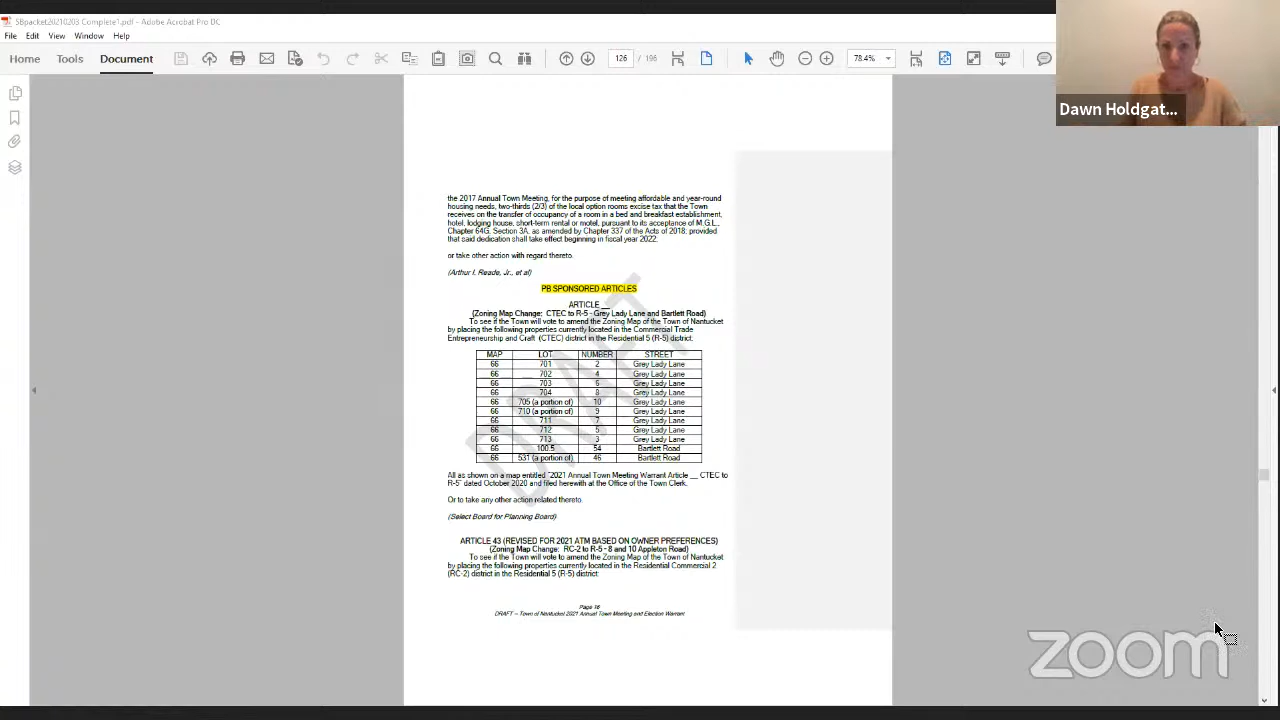 SBpacket20210203 Complete1.pdf - Adobe Acrobat Pro DC
File Edit View Window Help
Home Tools Document 126 / 196 78.4%
Dawn Holdgat...
the 2017 Annual Town Meeting, for the purpose of meeting affordable and year-round
housing needs, two-thirds (2/3) of the local option rooms excise tax that the Town
receives on the transfer of occupancy of a room in a bed and breakfast establishment,
hotel, lodging house, short-term rental or motel, pursuant to its acceptance of M.G.L.,
Chapter 64G, Section 3A, as amended by Chapter 337 of the Acts of 2018; provided
that said dedication shall take effect beginning in fiscal year 2022.
or take other action with regard thereto.
(Arthur I. Reade, Jr., et al)
PB SPONSORED ARTICLES
ARTICLE __
(Zoning Map Change: CTEC to R-5 - Grey Lady Lane and Bartlett Road)
To see if the Town will vote to amend the Zoning Map of the Town of Nantucket
by placing the following properties currently located in the Commercial Trade
Entrepreneurship and Craft (CTEC) district in the Residential 5 (R-5) district:
MAP LOT NUMBER STREET
66 701 2 Grey Lady Lane
66 702 4 Grey Lady Lane
66 703 6 Grey Lady Lane
66 704 8 Grey Lady Lane
66 705 (a portion of) 10 Grey Lady Lane
66 710 (a portion of) 9 Grey Lady Lane
66 711 7 Grey Lady Lane
66 712 5 Grey Lady Lane
66 713 3 Grey Lady Lane
66 100.5 54 Bartlett Road
66 531 (a portion of) 46 Bartlett Road
All as shown on a map entitled "2021 Annual Town Meeting Warrant Article __ CTEC to
R-5" dated October 2020 and filed herewith at the Office of the Town Clerk.
Or to take any other action related thereto.
(Select Board for Planning Board)
ARTICLE 43 (REVISED FOR 2021 ATM BASED ON OWNER PREFERENCES)
(Zoning Map Change: RC-2 to R-5 - 8 and 10 Appleton Road)
To see if the Town will vote to amend the Zoning Map of the Town of Nantucket
by placing the following properties currently located in the Residential Commercial 2
(RC-2) district in the Residential 5 (R-5) district:
Page 16
DRAFT – Town of Nantucket 2021 Annual Town Meeting and Election Warrant
DRAFT
zoom